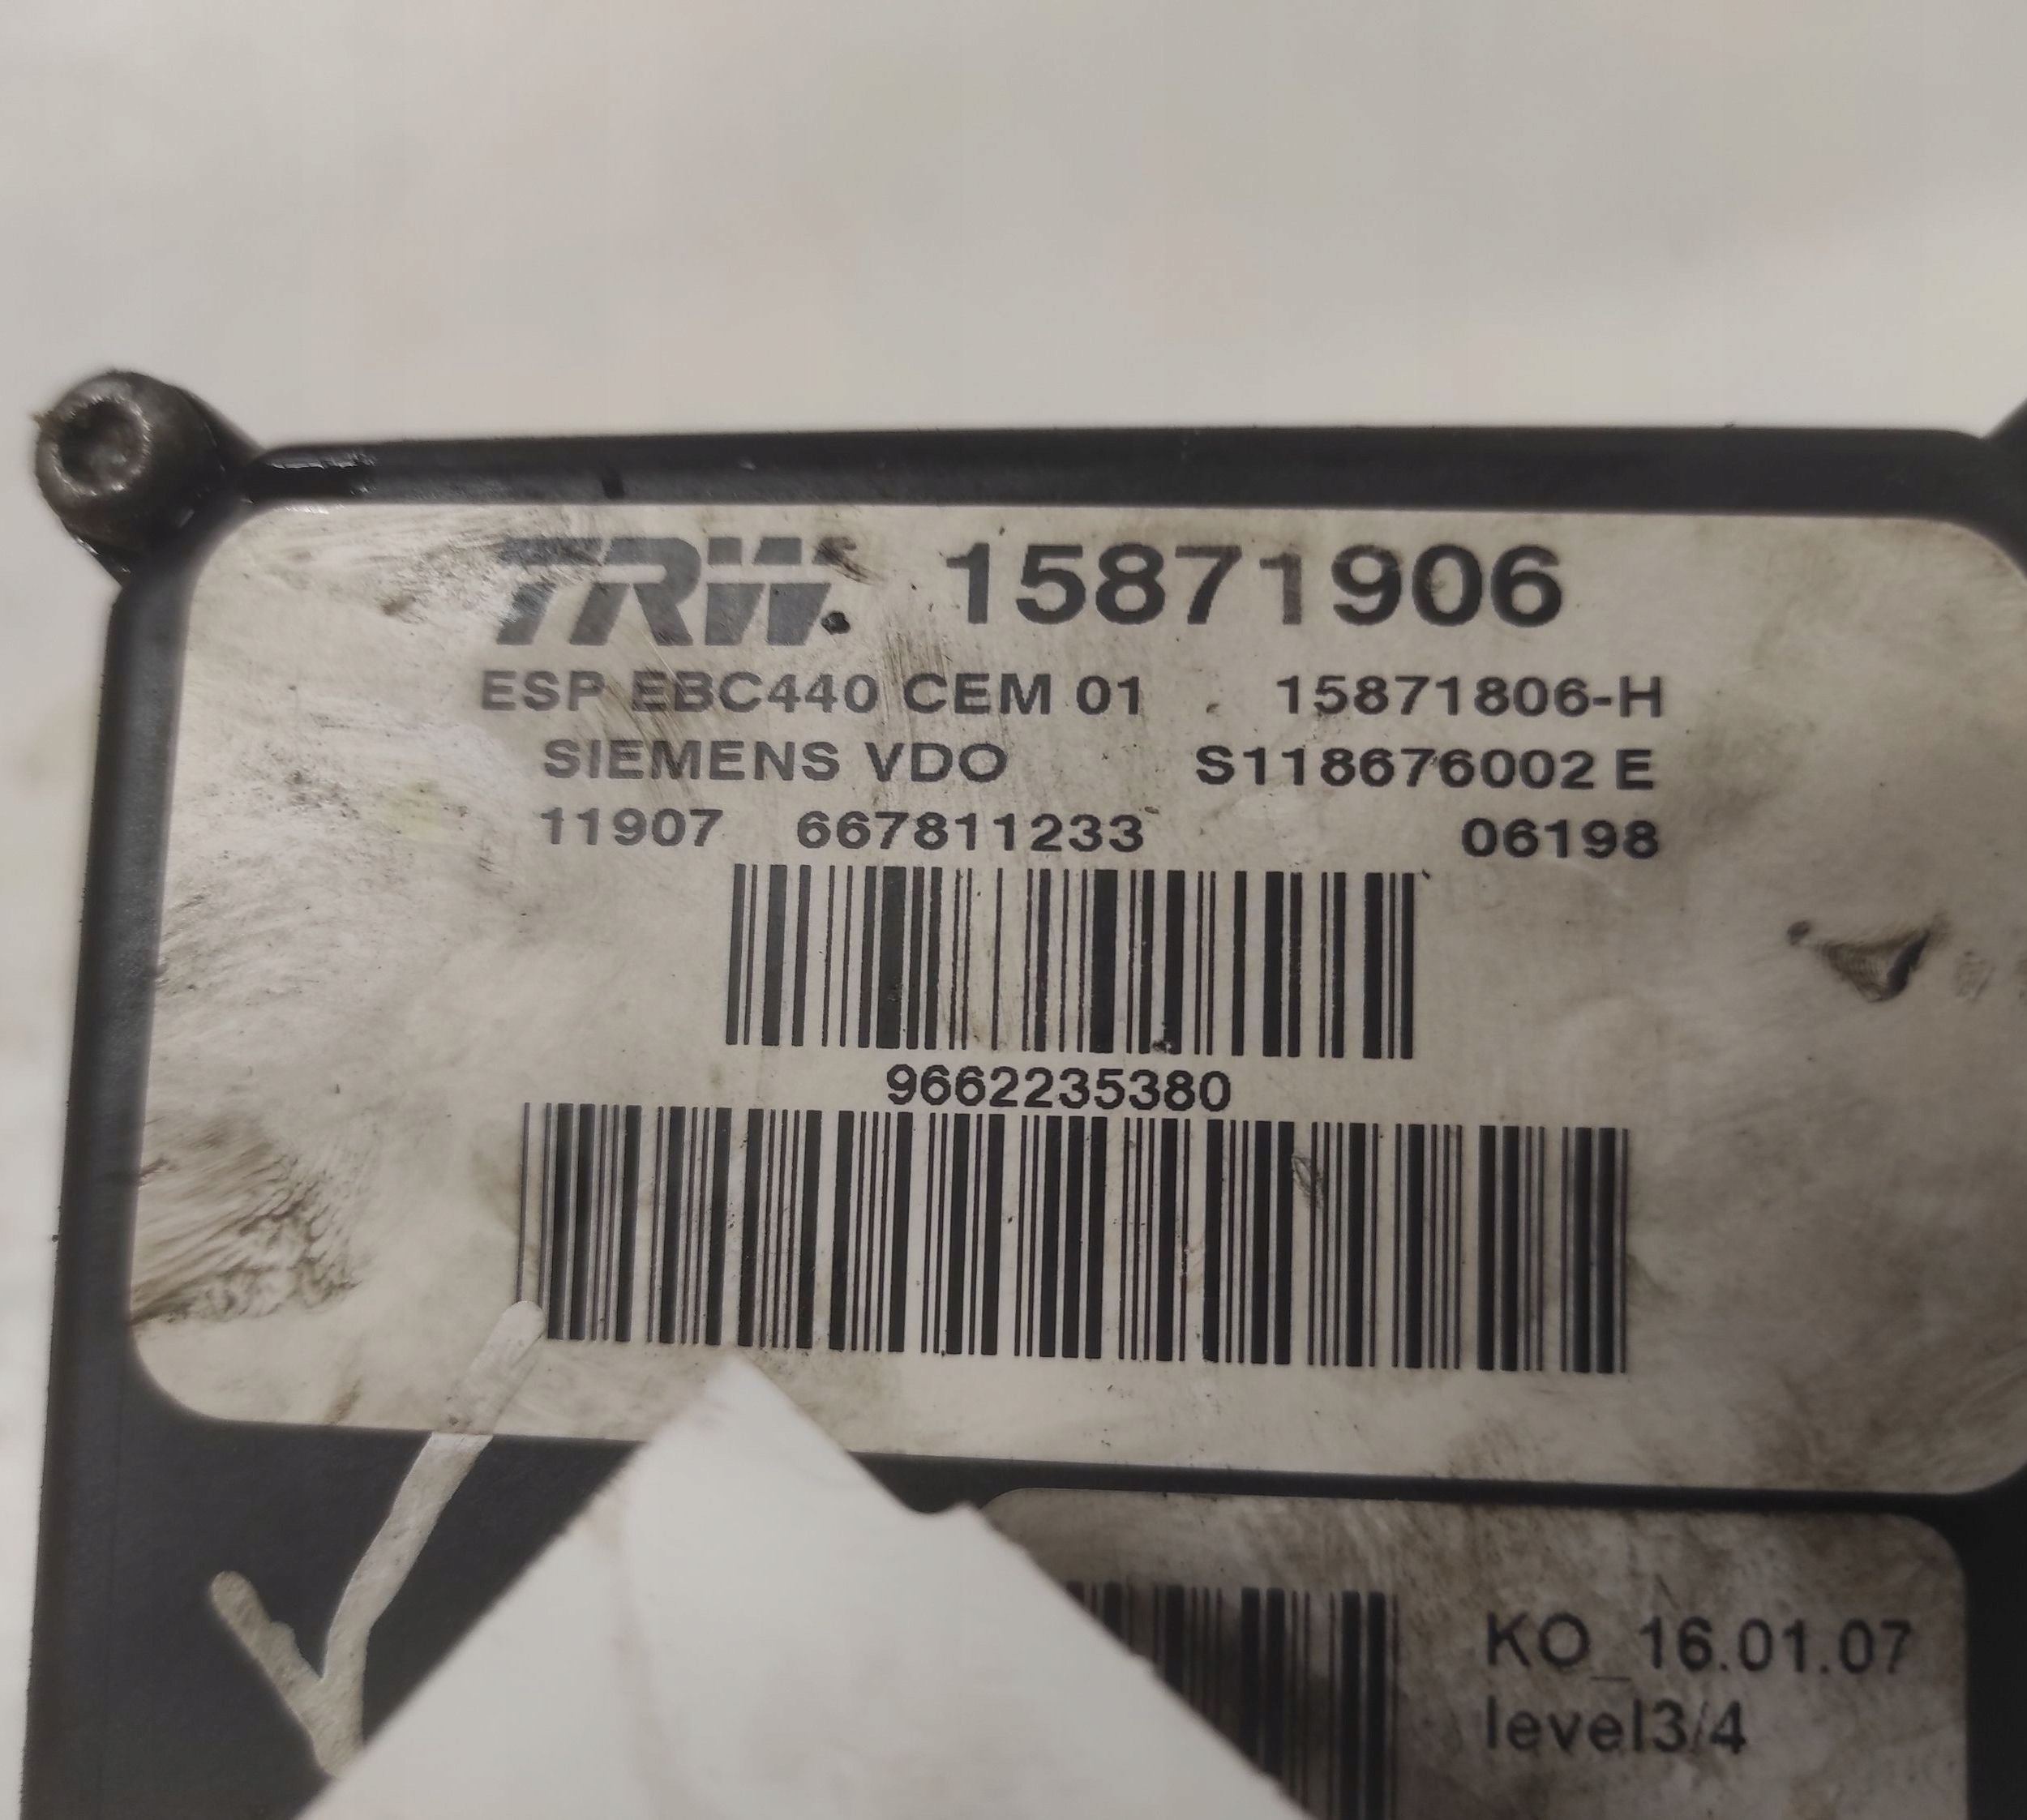 TRW 15871906
ESP EBC440 CEM 01 15871806-H
SIEMENS VDO S118676002 E
11907 667811233 06198
9662235380
KO_16.01.07
level3/4